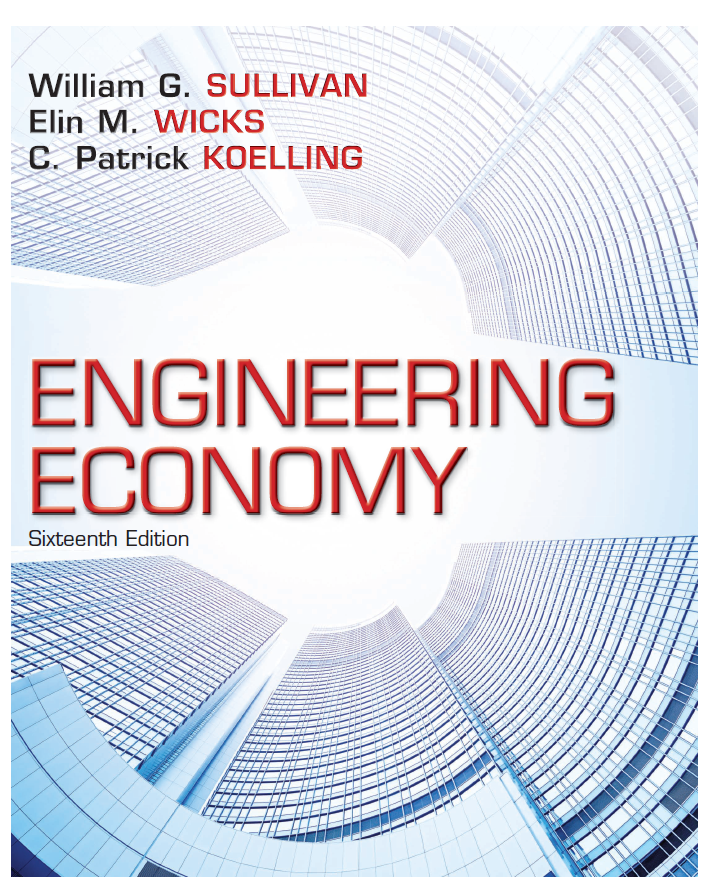 William G. SULLIVAN
Elin M. WICKS
C. Patrick KOELLING
ENGINEERING
ECONOMY
Sixteenth Edition